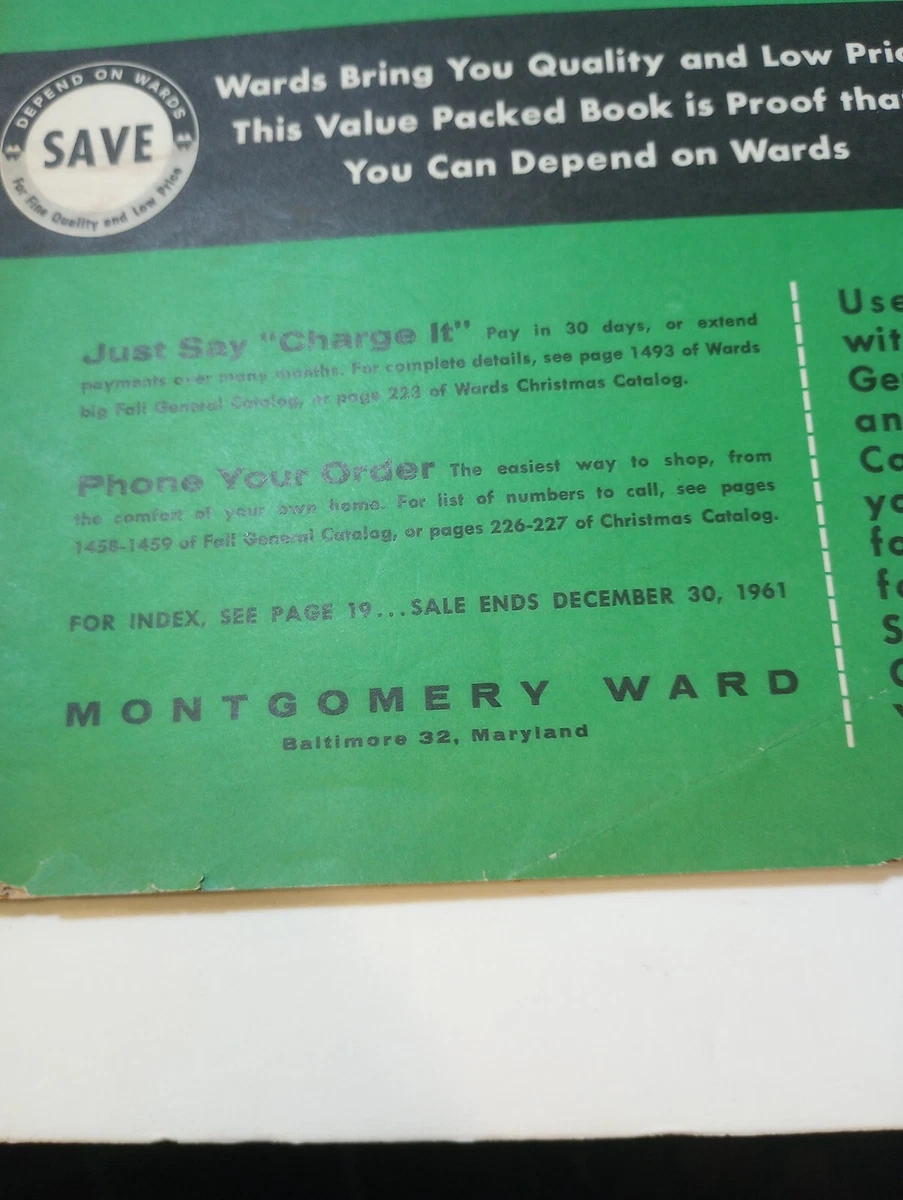 DEPEND ON WARDS
SAVE
For Fine Quality and Low Price
Wards Bring You Quality and Low Pric
This Value Packed Book is Proof tha
You Can Depend on Wards
Just Say "Charge It" Pay in 30 days, or extend
payments over many months. For complete details, see page 1493 of Wards
big Fall General Catalog, or page 223 of Wards Christmas Catalog.
Phone Your Order The easiest way to shop, from
the comfort of your own home. For list of numbers to call, see pages
1458-1459 of Fall General Catalog, or pages 226-227 of Christmas Catalog.
FOR INDEX, SEE PAGE 19...SALE ENDS DECEMBER 30, 1961
MONTGOMERY WARD
Baltimore 32, Maryland
Use
wit
Ge
an
Ca
yo
fo
fo
S